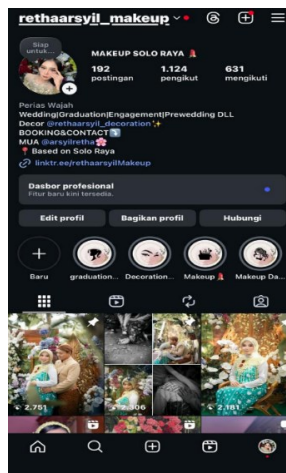 rethaarsyil_makeup
Siap
untuk...
MAKEUP SOLO RAYA
192
1.124
631
postingan
pengikut
mengikuti
Perias Wajah
Wedding|Graduation|Engagement|Prewedding DLL
Decor @rethaarsyil_decoration
BOOKING&CONTACT
MUA @arsyilretha
Based on Solo Raya
linktr.ee/rethaarsyilMakeup
Dasbor profesional
Fitur baru kini tersedia.
Edit profil
Bagikan profil
Hubungi
Baru
graduation...
Decoration...
Makeup
Makeup Da...
2.751
2.306
2.181